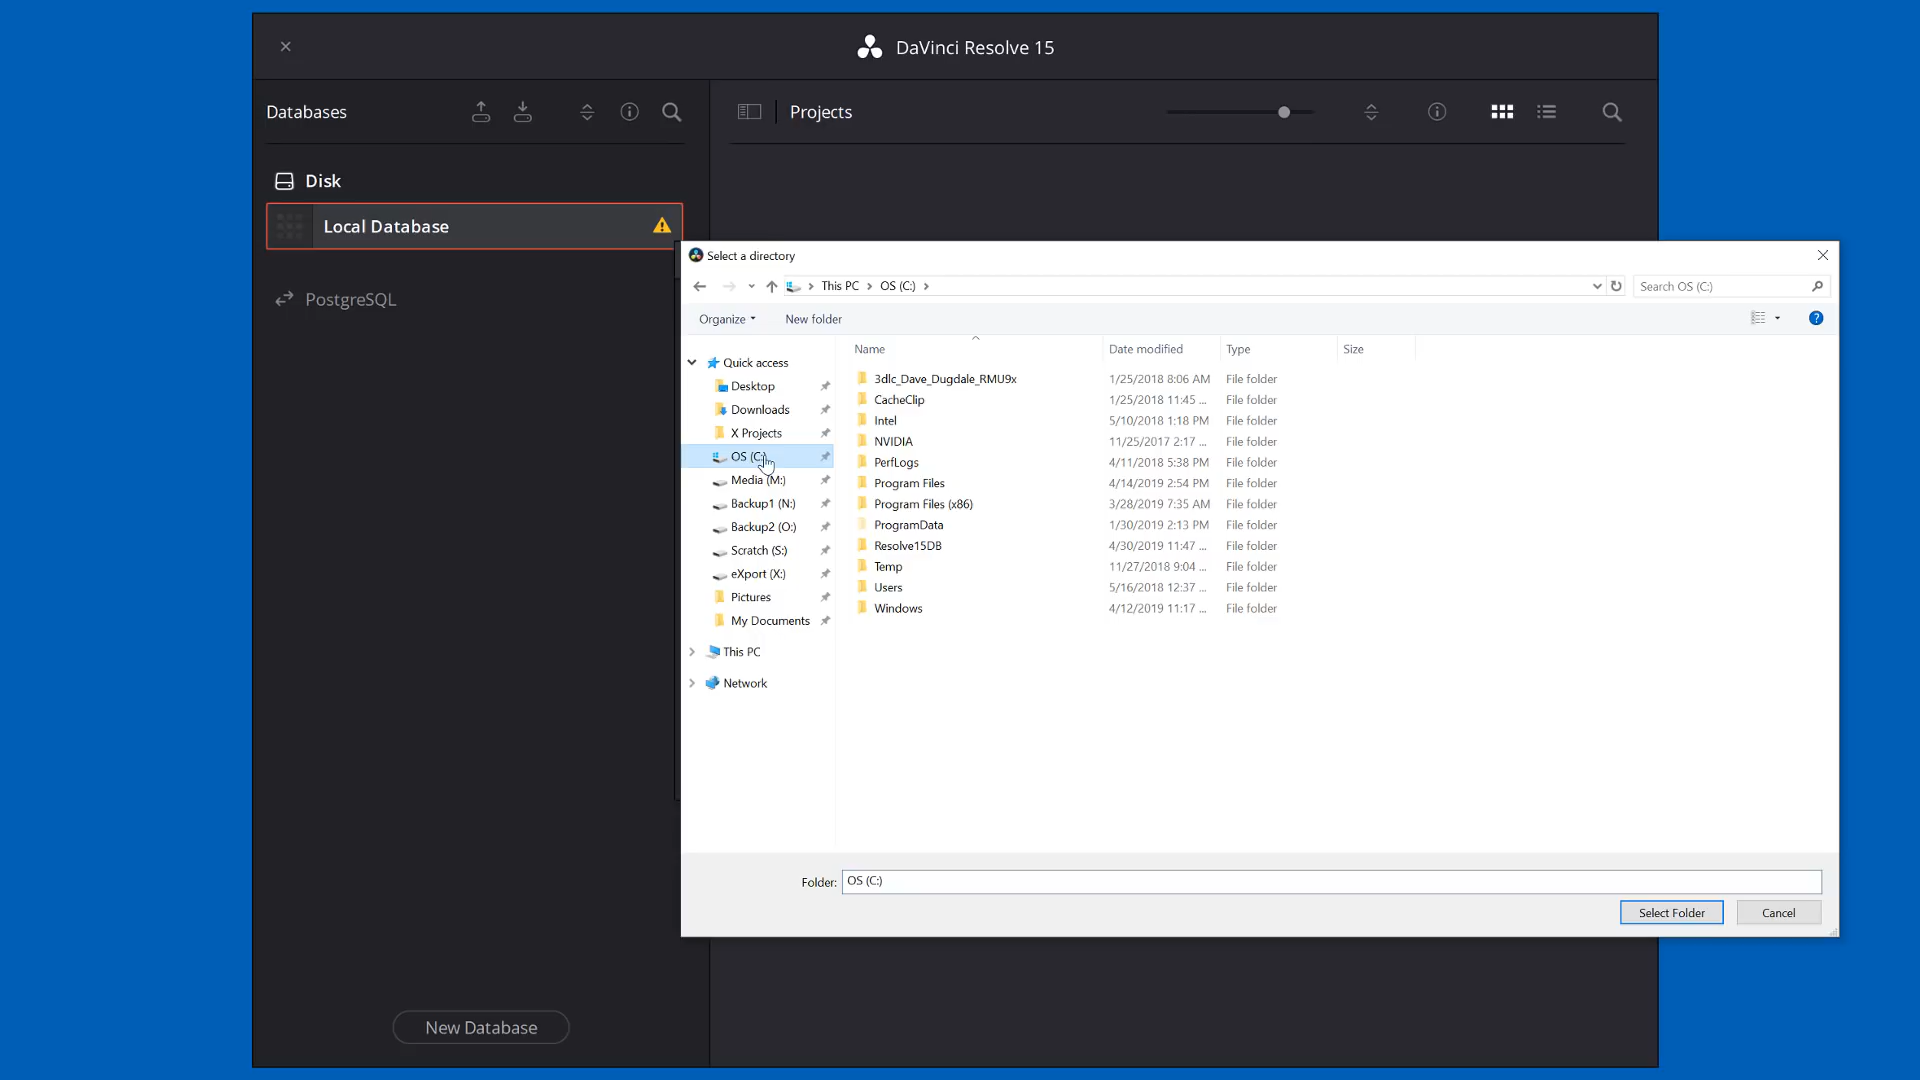 DaVinci Resolve 15
Databases
Projects
Disk
Local Database
PostgreSQL
New Database
Select a directory
This PC
OS (C:)
Search OS (C:)
Organize
New folder
?
Quick access
Desktop
Downloads
X Projects
OS (C:)
Media (M:)
Backup1 (N:)
Backup2 (O:)
Scratch (S:)
eXport (X:)
Pictures
My Documents
This PC
Network
Name Date modified Type Size
3dlc_Dave_Dugdale_RMU9x 1/25/2018 8:06 AM File folder
CacheClip 1/25/2018 11:45 ... File folder
Intel 5/10/2018 1:18 PM File folder
NVIDIA 11/25/2017 2:17 ... File folder
PerfLogs 4/11/2018 5:38 PM File folder
Program Files 4/14/2019 2:54 PM File folder
Program Files (x86) 3/28/2019 7:35 AM File folder
ProgramData 1/30/2019 2:13 PM File folder
Resolve15DB 4/30/2019 11:47 ... File folder
Temp 11/27/2018 9:04 ... File folder
Users 5/16/2018 12:37 ... File folder
Windows 4/12/2019 11:17 ... File folder
Folder: OS (C:)
Select Folder
Cancel